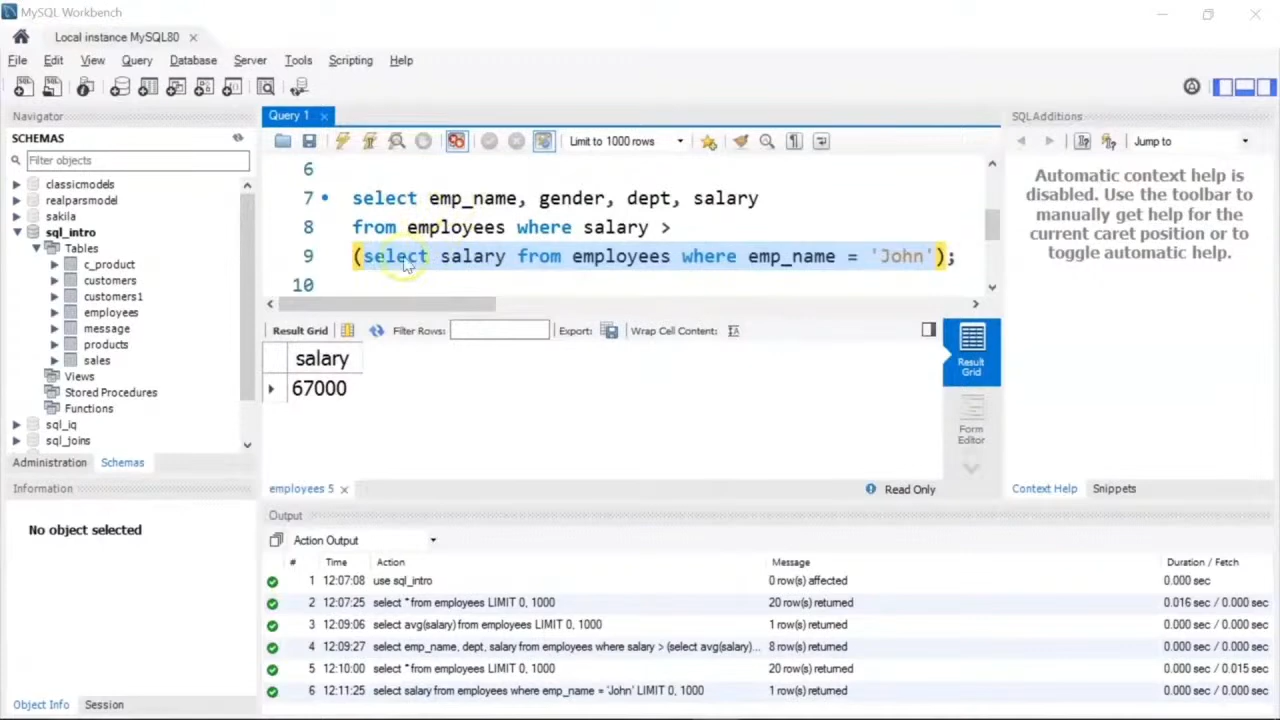 MySQL Workbench
Local instance MySQL80
File Edit View Query Database Server Tools Scripting Help
Navigator
SCHEMAS
Filter objects
classicmodels
realparsmodel
sakila
sql_intro
Tables
c_product
customers
customers1
employees
message
products
sales
Views
Stored Procedures
Functions
sql_iq
sql_joins
Administration Schemas
Information
No object selected
Object Info Session
Query 1
Limit to 1000 rows
6
7 select emp_name, gender, dept, salary
8 from employees where salary >
9 (select salary from employees where emp_name = 'John');
10
Result Grid Filter Rows: Export: Wrap Cell Content:
salary
67000
Result Grid
Form Editor
employees 5
Read Only
SQLAdditions
Jump to
Automatic context help is
disabled. Use the toolbar to
manually get help for the
current caret position or to
toggle automatic help.
Context Help Snippets
Output
Action Output
# Time Action Message Duration / Fetch
1 12:07:08 use sql_intro 0 row(s) affected 0.000 sec
2 12:07:25 select * from employees LIMIT 0, 1000 20 row(s) returned 0.016 sec / 0.000 sec
3 12:09:06 select avg(salary) from employees LIMIT 0, 1000 1 row(s) returned 0.000 sec / 0.000 sec
4 12:09:27 select emp_name, dept, salary from employees where salary > (select avg(salary)... 8 row(s) returned 0.000 sec / 0.000 sec
5 12:10:00 select * from employees LIMIT 0, 1000 20 row(s) returned 0.000 sec / 0.015 sec
6 12:11:25 select salary from employees where emp_name = 'John' LIMIT 0, 1000 1 row(s) returned 0.000 sec / 0.000 sec